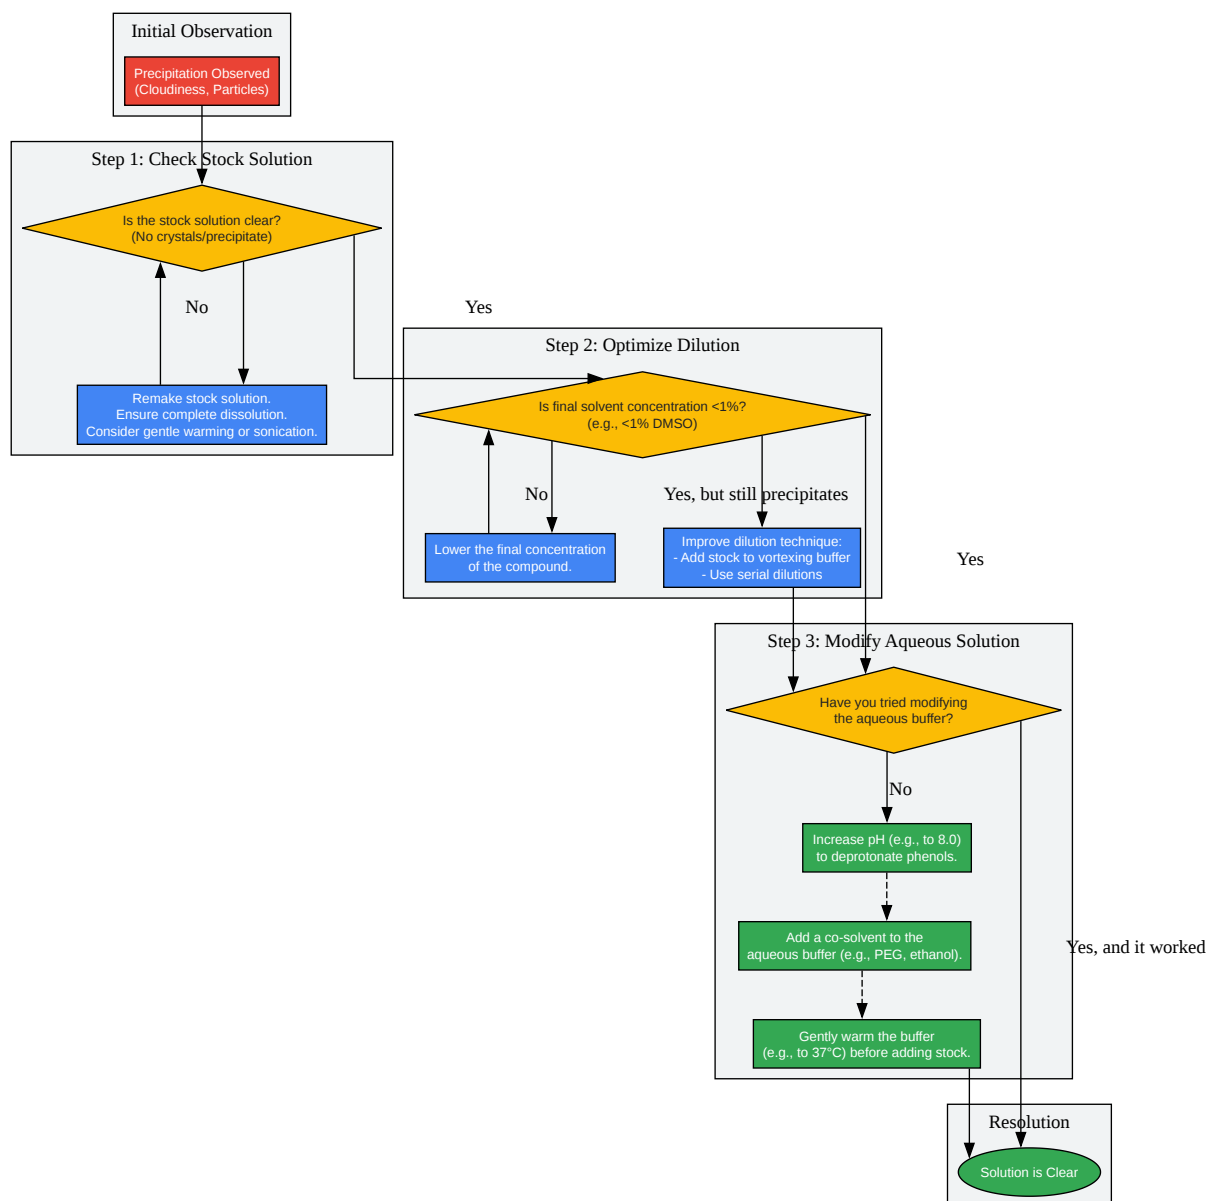 Initial Observation
Precipitation Observed
(Cloudiness, Particles)
Step 1: Check Stock Solution
Is the stock solution clear?
(No crystals/precipitate)
No
Yes
Remake stock solution.
Ensure complete dissolution.
Consider gentle warming or sonication.
Step 2: Optimize Dilution
Is final solvent concentration <1%?
(e.g., <1% DMSO)
No
Yes, but still precipitates
Yes
Lower the final concentration
of the compound.
Improve dilution technique:
- Add stock to vortexing buffer
- Use serial dilutions
Step 3: Modify Aqueous Solution
Have you tried modifying
the aqueous buffer?
No
Increase pH (e.g., to 8.0)
to deprotonate phenols.
Add a co-solvent to the
aqueous buffer (e.g., PEG, ethanol).
Yes, and it worked
Gently warm the buffer
(e.g., to 37°C) before adding stock.
Resolution
Solution is Clear